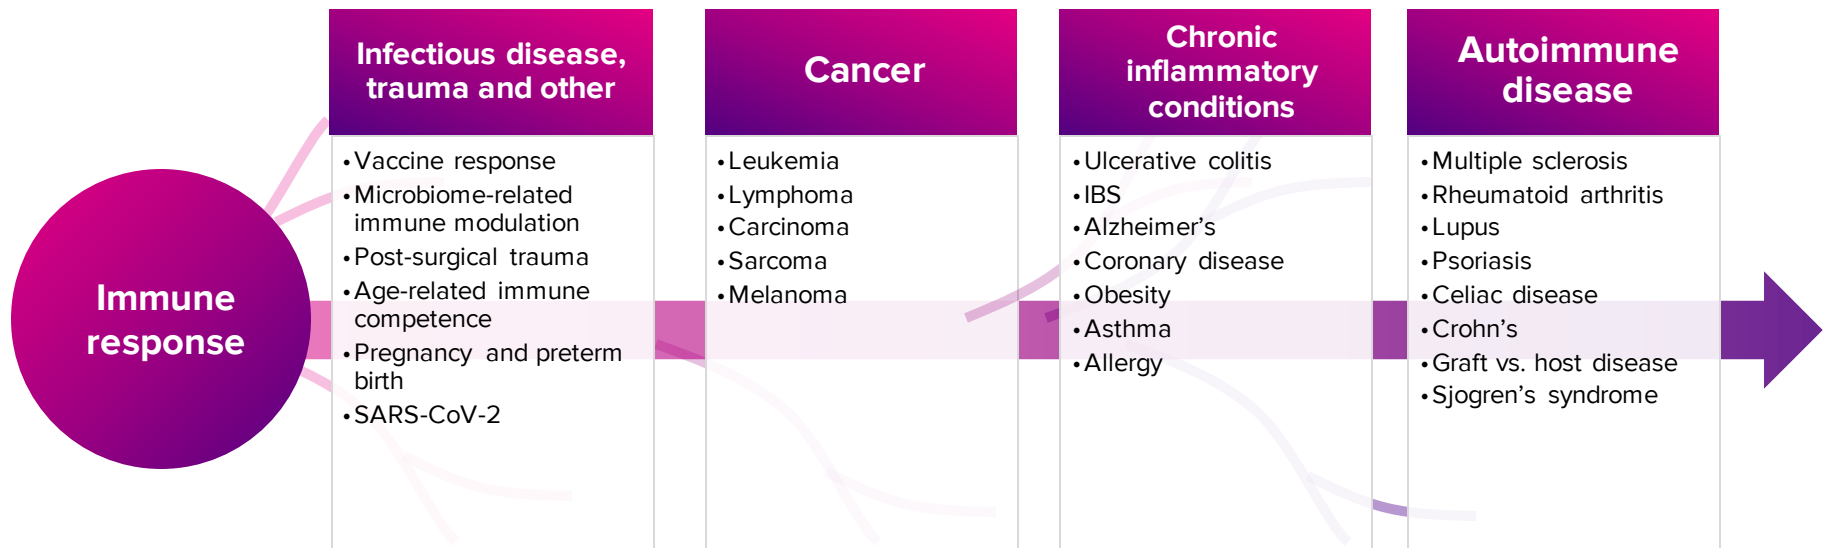 Immune
response
Infectious disease,
trauma and other
•Vaccine response
•Microbiome-related
immune modulation
•Post-surgical trauma
•Age-related immune
competence
•Pregnancy and preterm
birth
•SARS-CoV-2
Cancer
•Leukemia
•Lymphoma
•Carcinoma
•Sarcoma
•Melanoma
Chronic
inflammatory
conditions
•Ulcerative colitis
•IBS
•Alzheimer’s
•Coronary disease
•Obesity
•Asthma
•Allergy
Autoimmune
disease
•Multiple sclerosis
•Rheumatoid arthritis
•Lupus
•Psoriasis
•Celiac disease
•Crohn’s
•Graft vs. host disease
•Sjogren’s syndrome